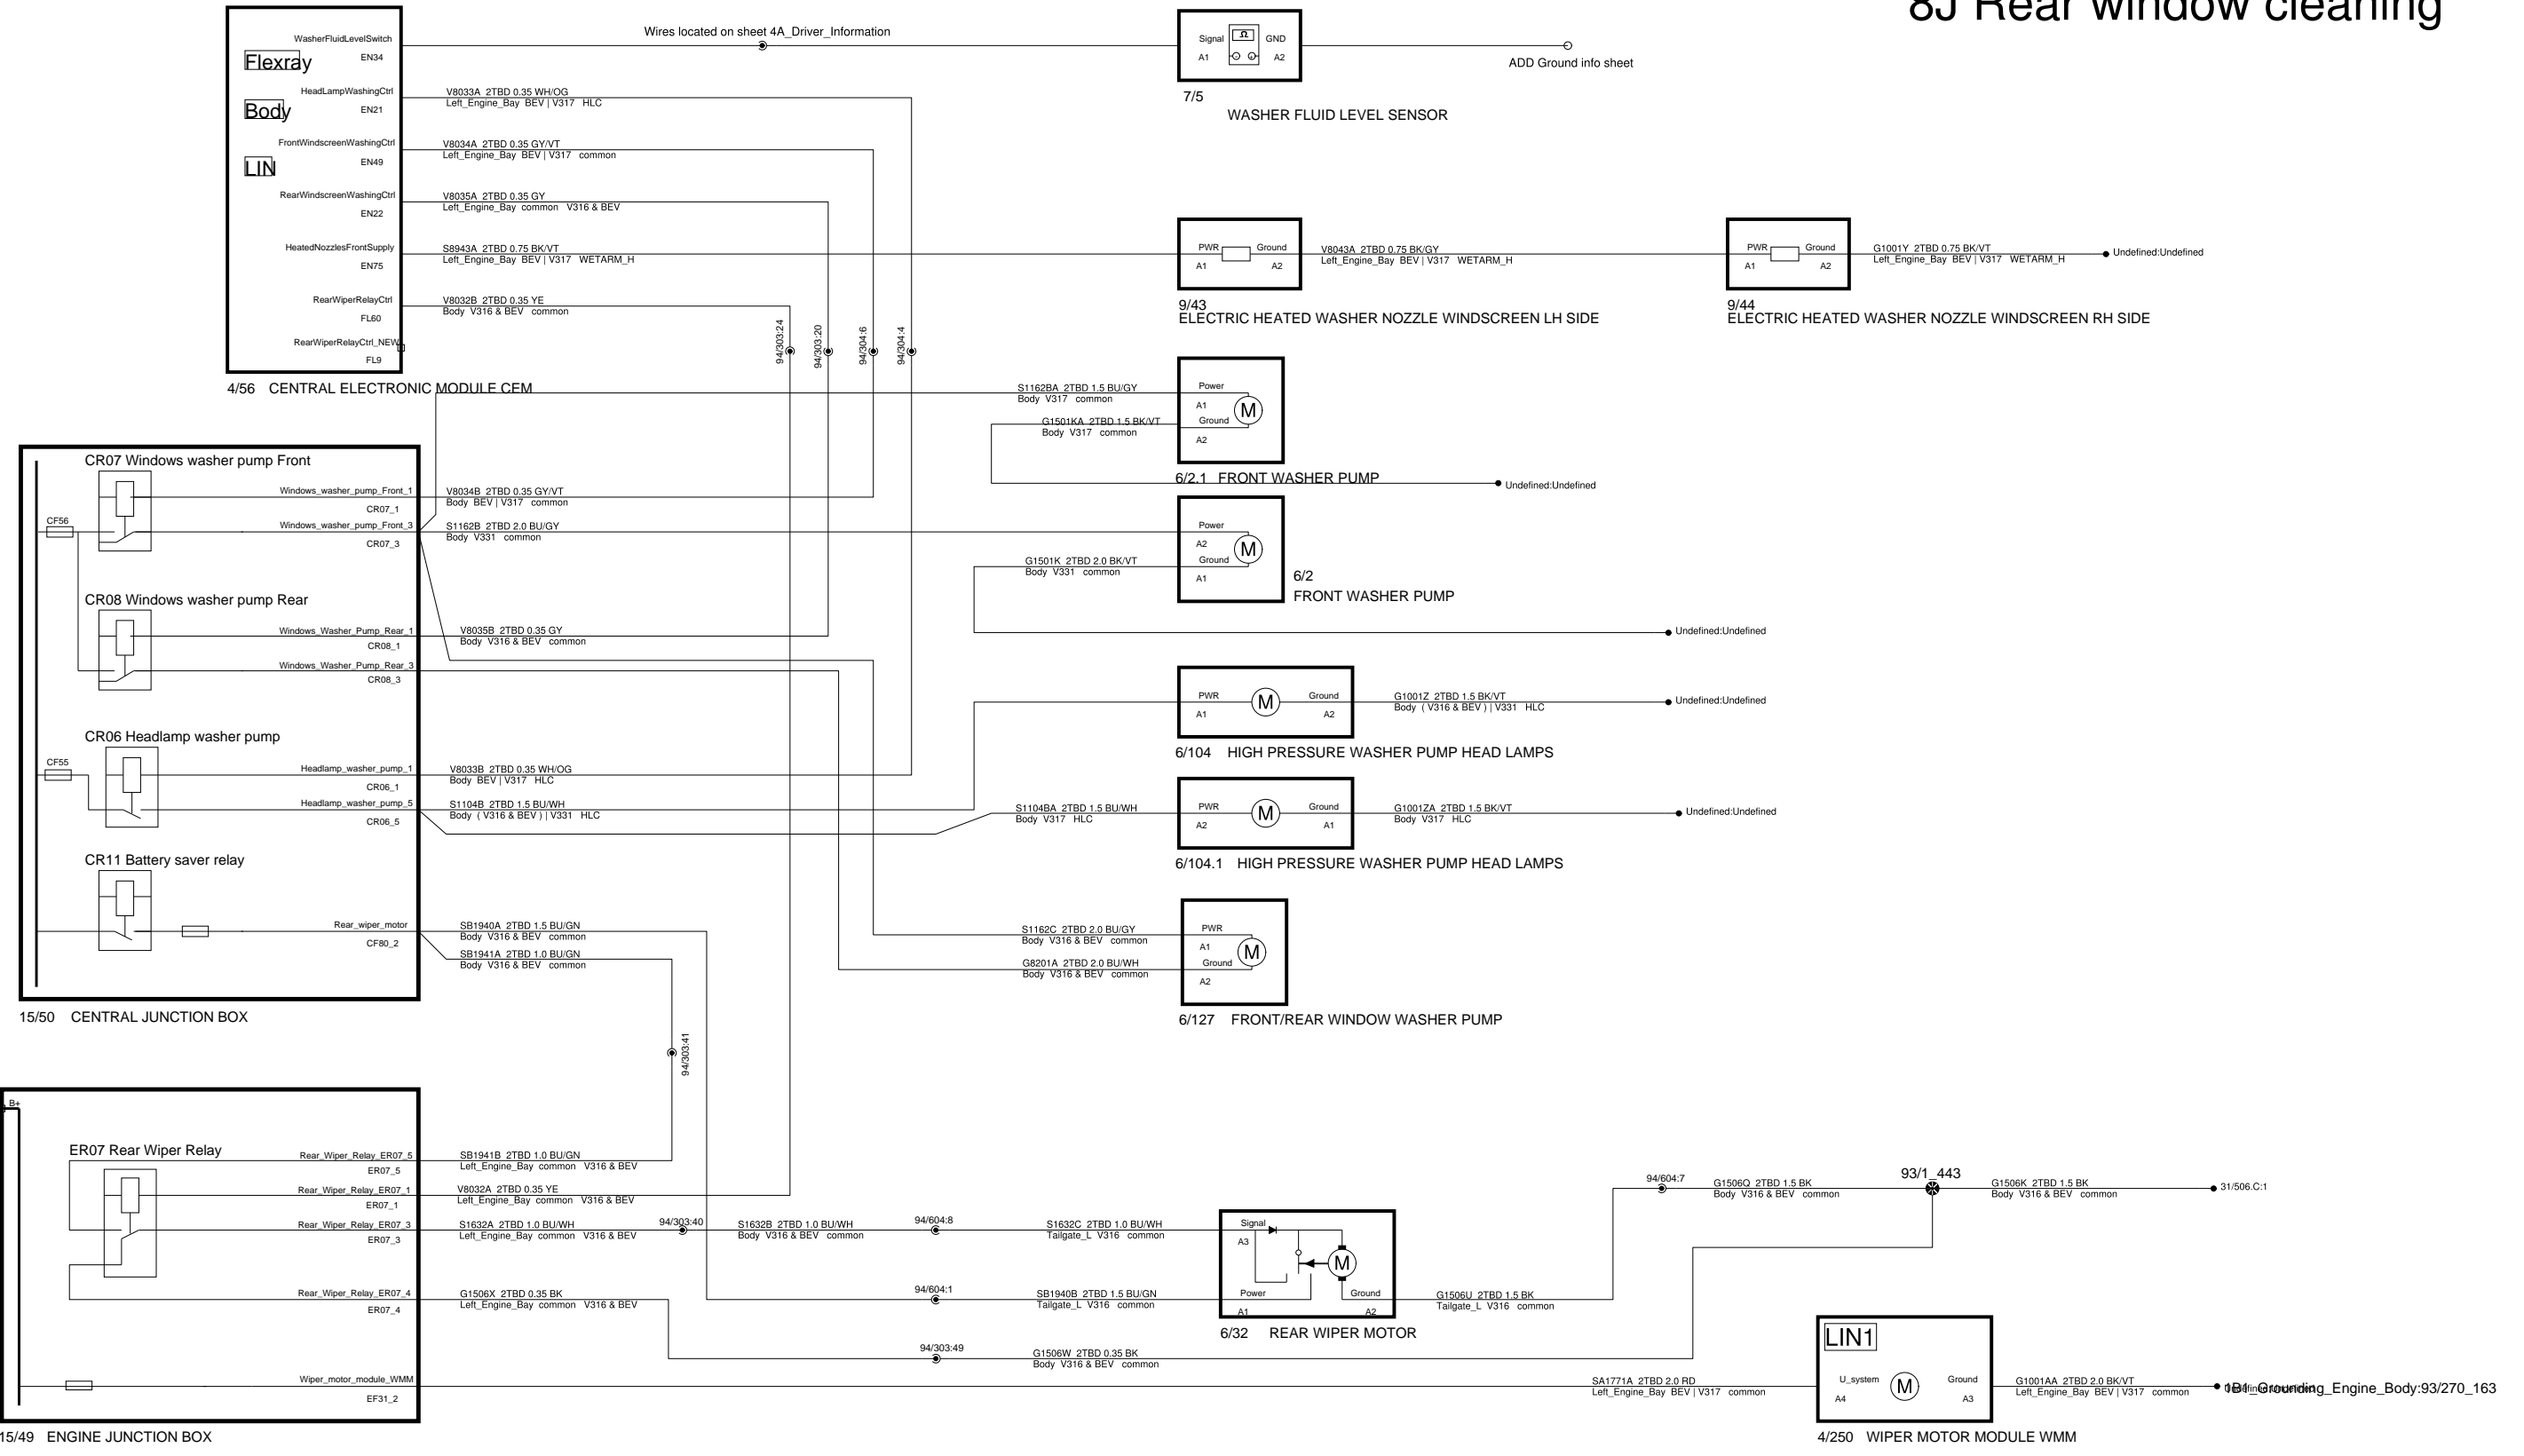 8J Rear window cleaning
WasherFluidLevelSwitch
EN34
Flexray
HeadLampWashingCtrl
EN21
Body
FrontWindscreenWashingCtrl
EN49
LIN
RearWindscreenWashingCtrl
EN22
HeatedNozzlesFrontSupply
EN75
RearWiperRelayCtrl
FL60
RearWiperRelayCtrl_NEW
FL9
4/56 CENTRAL ELECTRONIC MODULE CEM
Wires located on sheet 4A_Driver_Information
V8033A 2TBD 0.35 WH/OG
Left_Engine_Bay BEV | V317 HLC
V8034A 2TBD 0.35 GY/VT
Left_Engine_Bay BEV | V317 common
V8035A 2TBD 0.35 GY
Left_Engine_Bay common V316 & BEV
S8943A 2TBD 0.75 BK/VT
Left_Engine_Bay BEV | V317 WETARM_H
V8032B 2TBD 0.35 YE
Body V316 & BEV common
94/303:24
94/303:20
94/304:6
94/304:4
Signal
Ω
GND
A1
A2
7/5
WASHER FLUID LEVEL SENSOR
ADD Ground info sheet
PWR
Ground
A1
A2
9/43
ELECTRIC HEATED WASHER NOZZLE WINDSCREEN LH SIDE
V8043A 2TBD 0.75 BK/GY
Left_Engine_Bay BEV | V317 WETARM_H
PWR
Ground
A1
A2
9/44
ELECTRIC HEATED WASHER NOZZLE WINDSCREEN RH SIDE
G1001Y 2TBD 0.75 BK/VT
Left_Engine_Bay BEV | V317 WETARM_H
Undefined:Undefined
S1162BA 2TBD 1.5 BU/GY
Body V317 common
G1501KA 2TBD 1.5 BK/VT
Body V317 common
Power
A1
M
Ground
A2
6/2.1 FRONT WASHER PUMP
Undefined:Undefined
CR07 Windows washer pump Front
Windows_washer_pump_Front_1
CR07_1
CF56
Windows_washer_pump_Front_3
CR07_3
V8034B 2TBD 0.35 GY/VT
Body BEV | V317 common
S1162B 2TBD 2.0 BU/GY
Body V331 common
G1501K 2TBD 2.0 BK/VT
Body V331 common
Power
A2
M
Ground
A1
6/2
FRONT WASHER PUMP
Undefined:Undefined
CR08 Windows washer pump Rear
Windows_Washer_Pump_Rear_1
CR08_1
Windows_Washer_Pump_Rear_3
CR08_3
V8035B 2TBD 0.35 GY
Body V316 & BEV common
PWR
M
Ground
A1
A2
6/104 HIGH PRESSURE WASHER PUMP HEAD LAMPS
G1001Z 2TBD 1.5 BK/VT
Body ( V316 & BEV ) | V331 HLC
Undefined:Undefined
CR06 Headlamp washer pump
CF55
Headlamp_washer_pump_1
CR06_1
Headlamp_washer_pump_5
CR06_5
V8033B 2TBD 0.35 WH/OG
Body BEV | V317 HLC
S1104B 2TBD 1.5 BU/WH
Body ( V316 & BEV ) | V331 HLC
S1104BA 2TBD 1.5 BU/WH
Body V317 HLC
PWR
M
Ground
A2
A1
6/104.1 HIGH PRESSURE WASHER PUMP HEAD LAMPS
G1001ZA 2TBD 1.5 BK/VT
Body V317 HLC
Undefined:Undefined
CR11 Battery saver relay
Rear_wiper_motor
CF80_2
SB1940A 2TBD 1.5 BU/GN
Body V316 & BEV common
SB1941A 2TBD 1.0 BU/GN
Body V316 & BEV common
S1162C 2TBD 2.0 BU/GY
Body V316 & BEV common
G8201A 2TBD 2.0 BU/WH
Body V316 & BEV common
PWR
A1
M
Ground
A2
6/127 FRONT/REAR WINDOW WASHER PUMP
15/50 CENTRAL JUNCTION BOX
94/303:41
B+
ER07 Rear Wiper Relay
Rear_Wiper_Relay_ER07_5
ER07_5
Rear_Wiper_Relay_ER07_1
ER07_1
Rear_Wiper_Relay_ER07_3
ER07_3
Rear_Wiper_Relay_ER07_4
ER07_4
Wiper_motor_module_WMM
EF31_2
15/49 ENGINE JUNCTION BOX
SB1941B 2TBD 1.0 BU/GN
Left_Engine_Bay common V316 & BEV
V8032A 2TBD 0.35 YE
Left_Engine_Bay common V316 & BEV
S1632A 2TBD 1.0 BU/WH
Left_Engine_Bay common V316 & BEV
94/303:40
S1632B 2TBD 1.0 BU/WH
Body V316 & BEV common
94/604:8
S1632C 2TBD 1.0 BU/WH
Tailgate_L V316 common
G1506X 2TBD 0.35 BK
Left_Engine_Bay common V316 & BEV
94/604:1
SB1940B 2TBD 1.5 BU/GN
Tailgate_L V316 common
94/303:49
G1506W 2TBD 0.35 BK
Body V316 & BEV common
Signal
A3
M
Power
Ground
A1
A2
6/32 REAR WIPER MOTOR
G1506U 2TBD 1.5 BK
Tailgate_L V316 common
94/604:7
G1506Q 2TBD 1.5 BK
Body V316 & BEV common
93/1_443
G1506K 2TBD 1.5 BK
Body V316 & BEV common
31/506.C:1
SA1771A 2TBD 2.0 RD
Left_Engine_Bay BEV | V317 common
LIN1
U_system
M
Ground
A4
A3
4/250 WIPER MOTOR MODULE WMM
G1001AA 2TBD 2.0 BK/VT
Left_Engine_Bay BEV | V317 common
1B1_Grounding_Engine_Body:93/270_163